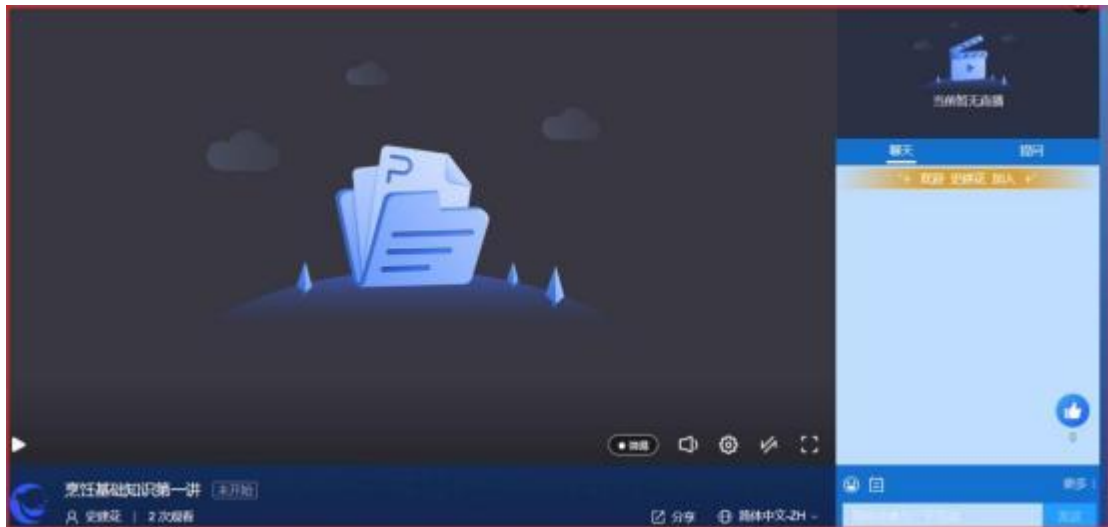 P
当前暂无直播
聊天 提问
欢迎 史继花 加入
弹幕
烹饪基础知识第一讲 未开始
史继花 | 2 次观看
分享 简体中文-ZH
0
更多
发送